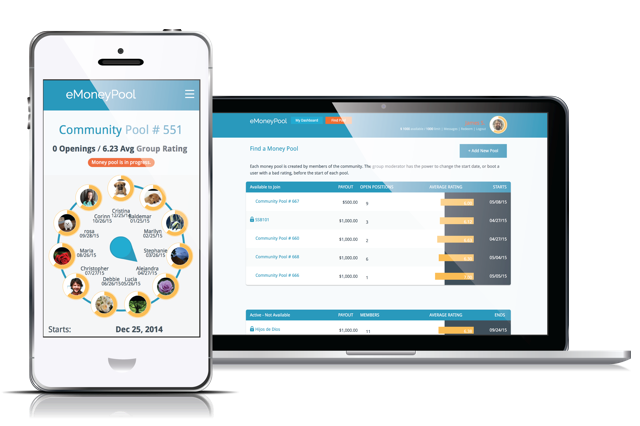 eMoneyPool
Community Pool # 551
0 Openings / 6.23 Avg Group Rating
Money pool is in progress.
Cristina
12/25/14
Corinn
10/26/15
Baldemar
01/25/15
rosa
09/28/15
Marilyn
02/25/15
Maria
08/26/15
Stephanie
03/26/15
Christopher
07/27/15
Alejandra
04/27/15
Debbie
06/26/15
Lucia
05/26/15
Starts: Dec 25, 2014
eMoneyPool
My Dashboard
Find a Money Pool
+ Add New Pool
Each money pool is created by members of the community. The group moderator has the power to change the start date, or boot
a user with a bad rating, before the start of each pool.
Available to Join PAYOUT OPEN POSITIONS AVERAGE RATING STARTS
Community Pool # 667 $500.00 9 05/08/15
SSB101 $1,000.00 3 04/27/15
Community Pool # 660 $1,000.00 2 04/27/15
Community Pool # 668 $1,000.00 6 05/04/15
Community Pool # 666 $1,000.00 1 05/05/15
Active - Not Available PAYOUT MEMBERS AVERAGE RATING ENDS
Hijos de Dios $1,000.00 11 09/24/15